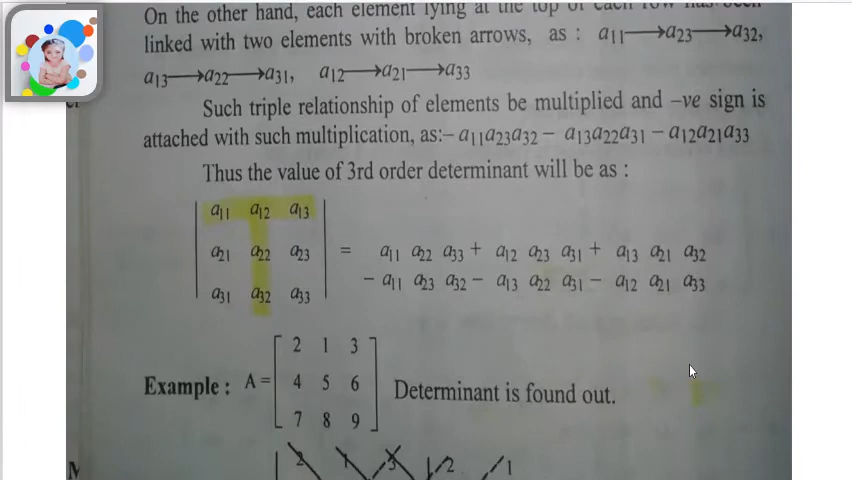 On the other hand, each element lying at the top of each row has been
linked with two elements with broken arrows, as : a11⟶a23⟶a32,
a13⟶a22⟶a31, a12⟶a21⟶a33
Such triple relationship of elements be multiplied and –ve sign is
attached with such multiplication, as:– a11a23a32 – a13a22a31 – a12a21a33
Thus the value of 3rd order determinant will be as :
a11 a12 a13
a21 a22 a23 = a11 a22 a33 + a12 a23 a31 + a13 a21 a32
– a11 a23 a32 – a13 a22 a31 – a12 a21 a33
a31 a32 a33
2 1 3
Example : A = 4 5 6 Determinant is found out.
7 8 9
2 1 3 2 1